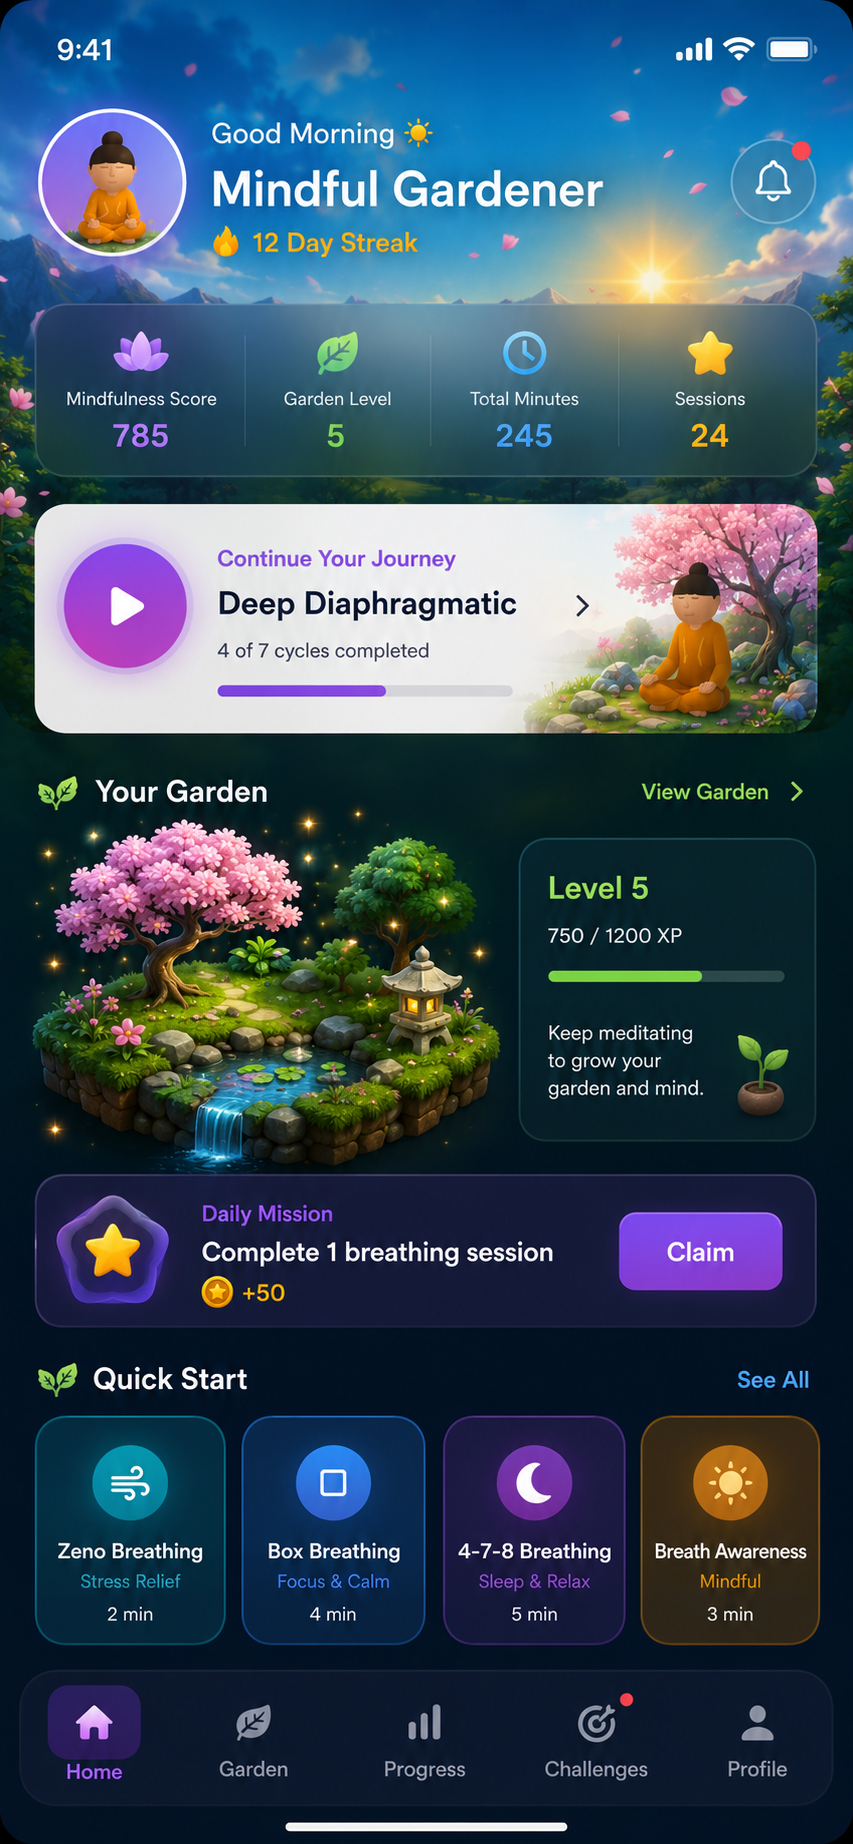 9:41
Good Morning
Mindful Gardener
12 Day Streak
Mindfulness Score
785
Garden Level
5
Total Minutes
245
Sessions
24
Continue Your Journey
Deep Diaphragmatic
4 of 7 cycles completed
Your Garden
View Garden
Level 5
750 / 1200 XP
Keep meditating
to grow your
garden and mind.
Daily Mission
Complete 1 breathing session
+50
Claim
Quick Start
See All
Zeno Breathing
Stress Relief
2 min
Box Breathing
Focus & Calm
4 min
4-7-8 Breathing
Sleep & Relax
5 min
Breath Awareness
Mindful
3 min
Home
Garden
Progress
Challenges
Profile